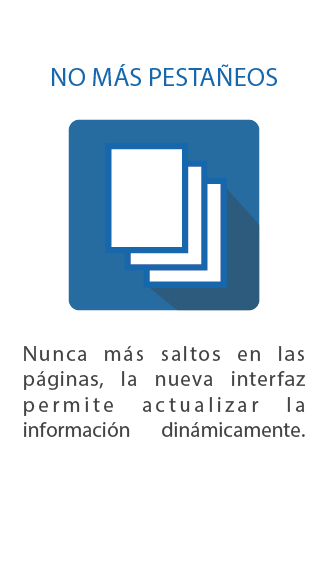 NO MÁS PESTAÑEOS
Nunca más saltos en las
páginas, la nueva interfaz
permite actualizar la
información dinámicamente.